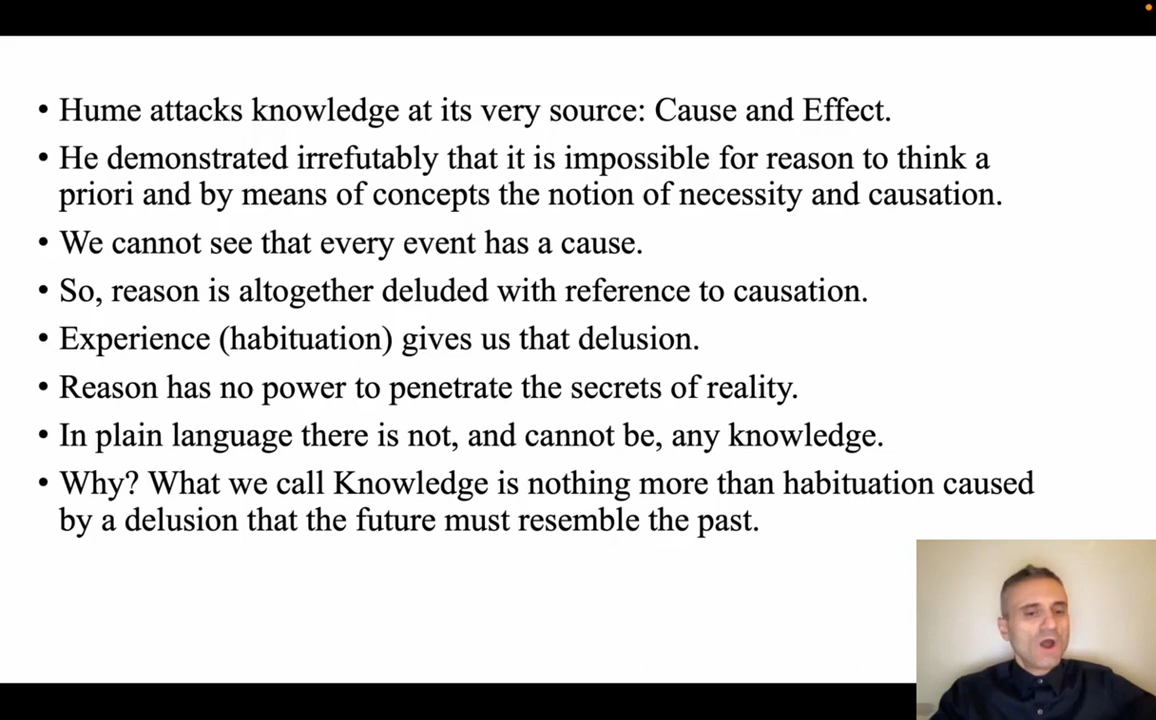 • Hume attacks knowledge at its very source: Cause and Effect.
• He demonstrated irrefutably that it is impossible for reason to think a
priori and by means of concepts the notion of necessity and causation.
• We cannot see that every event has a cause.
• So, reason is altogether deluded with reference to causation.
• Experience (habituation) gives us that delusion.
• Reason has no power to penetrate the secrets of reality.
• In plain language there is not, and cannot be, any knowledge.
• Why? What we call Knowledge is nothing more than habituation caused
by a delusion that the future must resemble the past.